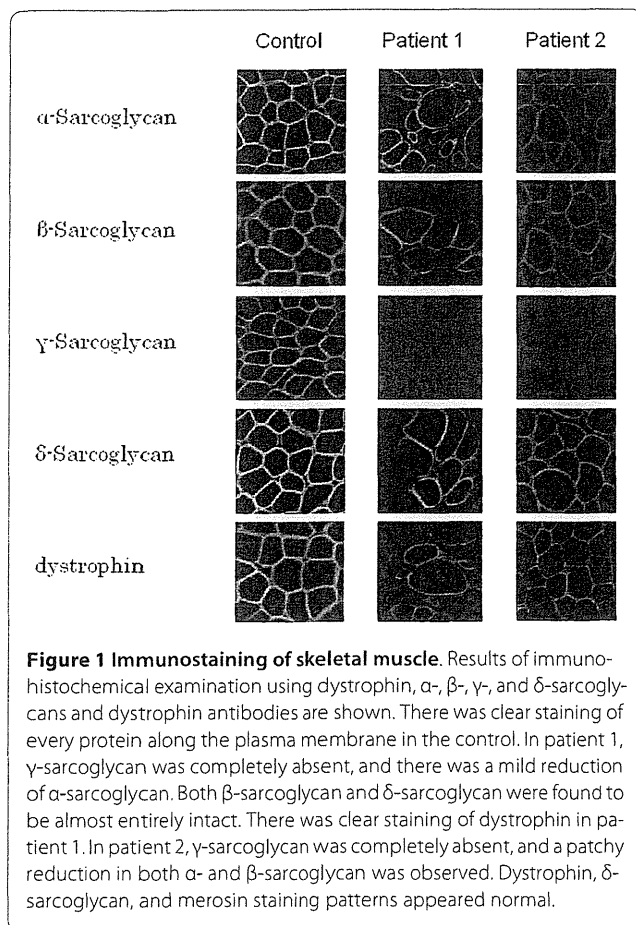 Control Patient 1 Patient 2
α-Sarcoglycan
β-Sarcoglycan
γ-Sarcoglycan
δ-Sarcoglycan
dystrophin
Figure 1 Immunostaining of skeletal muscle. Results of immuno-
histochemical examination using dystrophin, α-, β-, γ-, and δ-sarcogly-
cans and dystrophin antibodies are shown. There was clear staining of
every protein along the plasma membrane in the control. In patient 1,
γ-sarcoglycan was completely absent, and there was a mild reduction
of α-sarcoglycan. Both β-sarcoglycan and δ-sarcoglycan were found to
be almost entirely intact. There was clear staining of dystrophin in pa-
tient 1. In patient 2, γ-sarcoglycan was completely absent, and a patchy
reduction in both α- and β-sarcoglycan was observed. Dystrophin, δ-
sarcoglycan, and merosin staining patterns appeared normal.